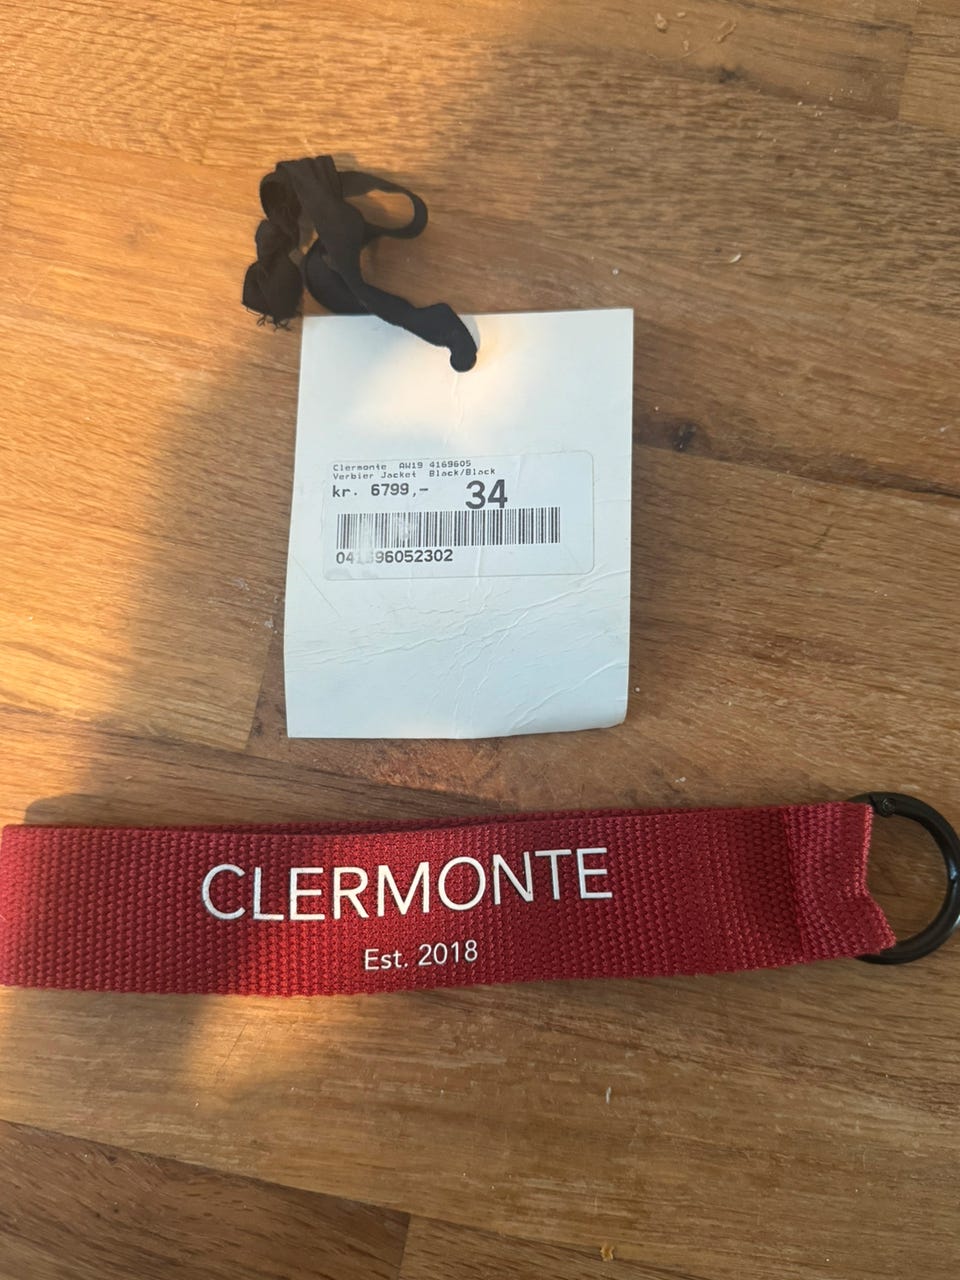 Clermonte AW19 4169605
Verbier Jacket Black/Black
kr. 6799,- 34
CLERMONTE
Est. 2018